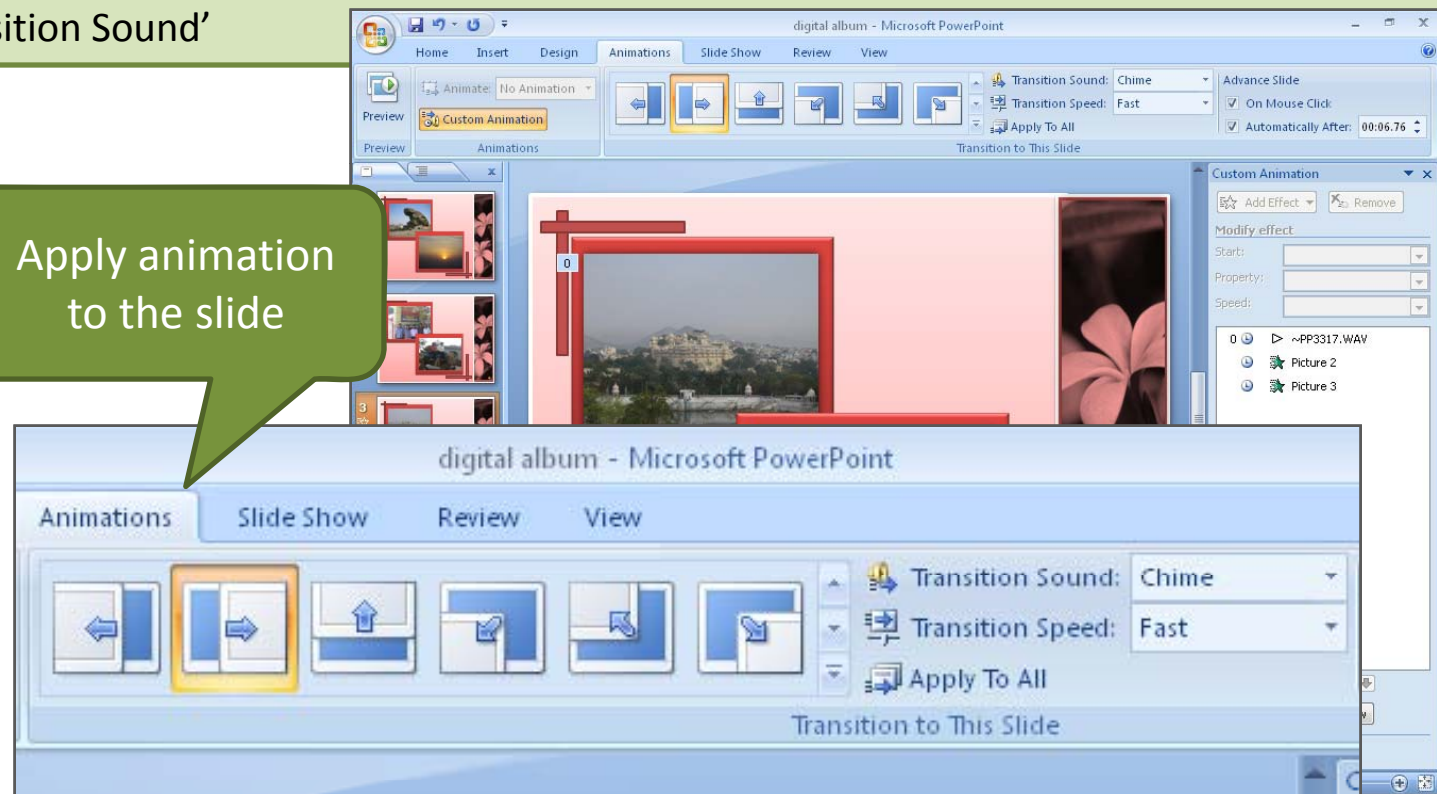 sition Sound’
digital album - Microsoft PowerPoint
Home Insert Design Animations Slide Show Review View
Preview
Animate: No Animation
Custom Animation
Transition Sound: Chime
Transition Speed: Fast
Apply To All
Advance Slide
On Mouse Click
Automatically After: 00:06.76
Preview
Animations
Transition to This Slide
Custom Animation
Add Effect Remove
Modify effect
Start:
Property:
Speed:
0 ~PP3317.WAV
Picture 2
Picture 3
0
3
Apply animation
to the slide
digital album - Microsoft PowerPoint
Animations Slide Show Review View
Transition Sound: Chime
Transition Speed: Fast
Apply To All
Transition to This Slide